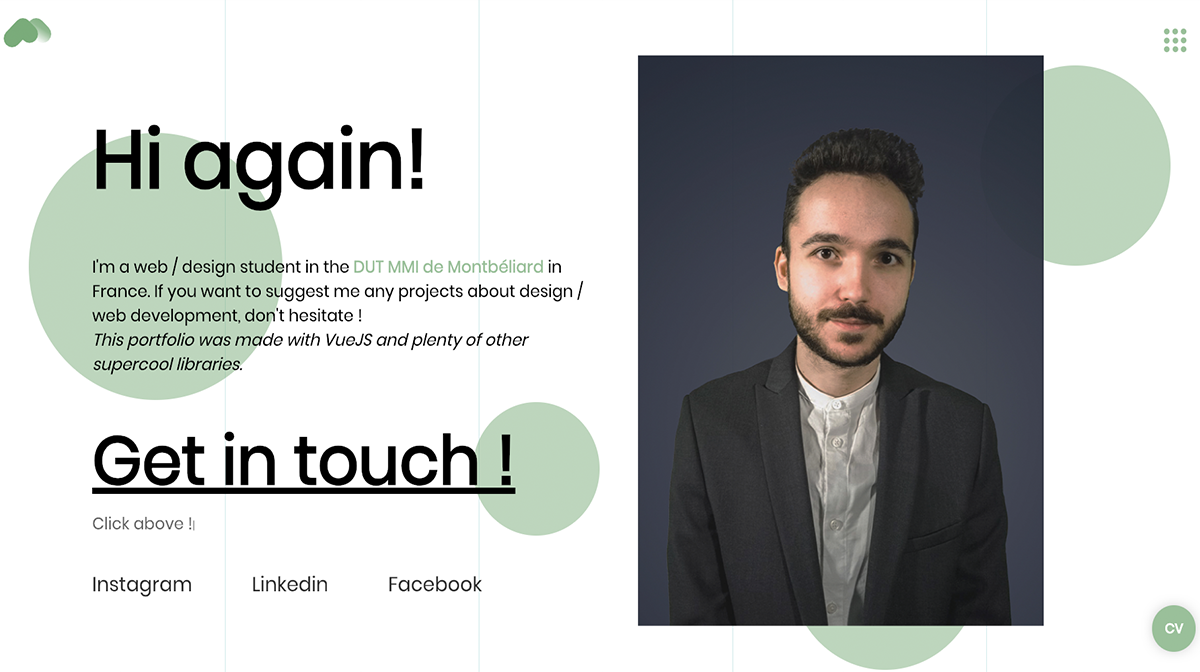 Hi again!
I'm a web / design student in the DUT MMI de Montbéliard in
France. If you want to suggest me any projects about design /
web development, don't hesitate !
This portfolio was made with VueJS and plenty of other
supercool libraries.
Get in touch !
Click above !
Instagram Linkedin Facebook
CV